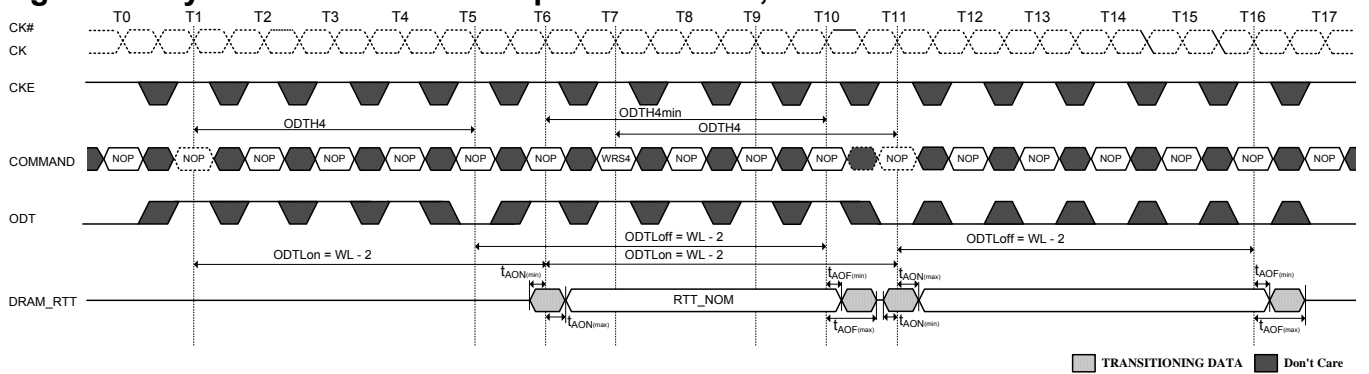 T0 T1 T2 T3 T4 T5 T6 T7 T8 T9 T10 T11 T12 T13 T14 T15 T16 T17
CK#
CK
CKE
ODTH4min
ODTH4
ODTH4
COMMAND NOP NOP NOP NOP NOP NOP NOP WRS4 NOP NOP NOP NOP NOP NOP NOP NOP NOP NOP
ODT
ODTLoff = WL - 2
ODTLoff = WL - 2
ODTLon = WL - 2
ODTLon = WL - 2
tAON(min)
tAOF(min)
tAON(max)
tAOF(min)
DRAM_RTT
RTT_NOM
tAON(max)
tAOF(max)
tAON(min)
tAOF(max)
TRANSITIONING DATA
Don't Care